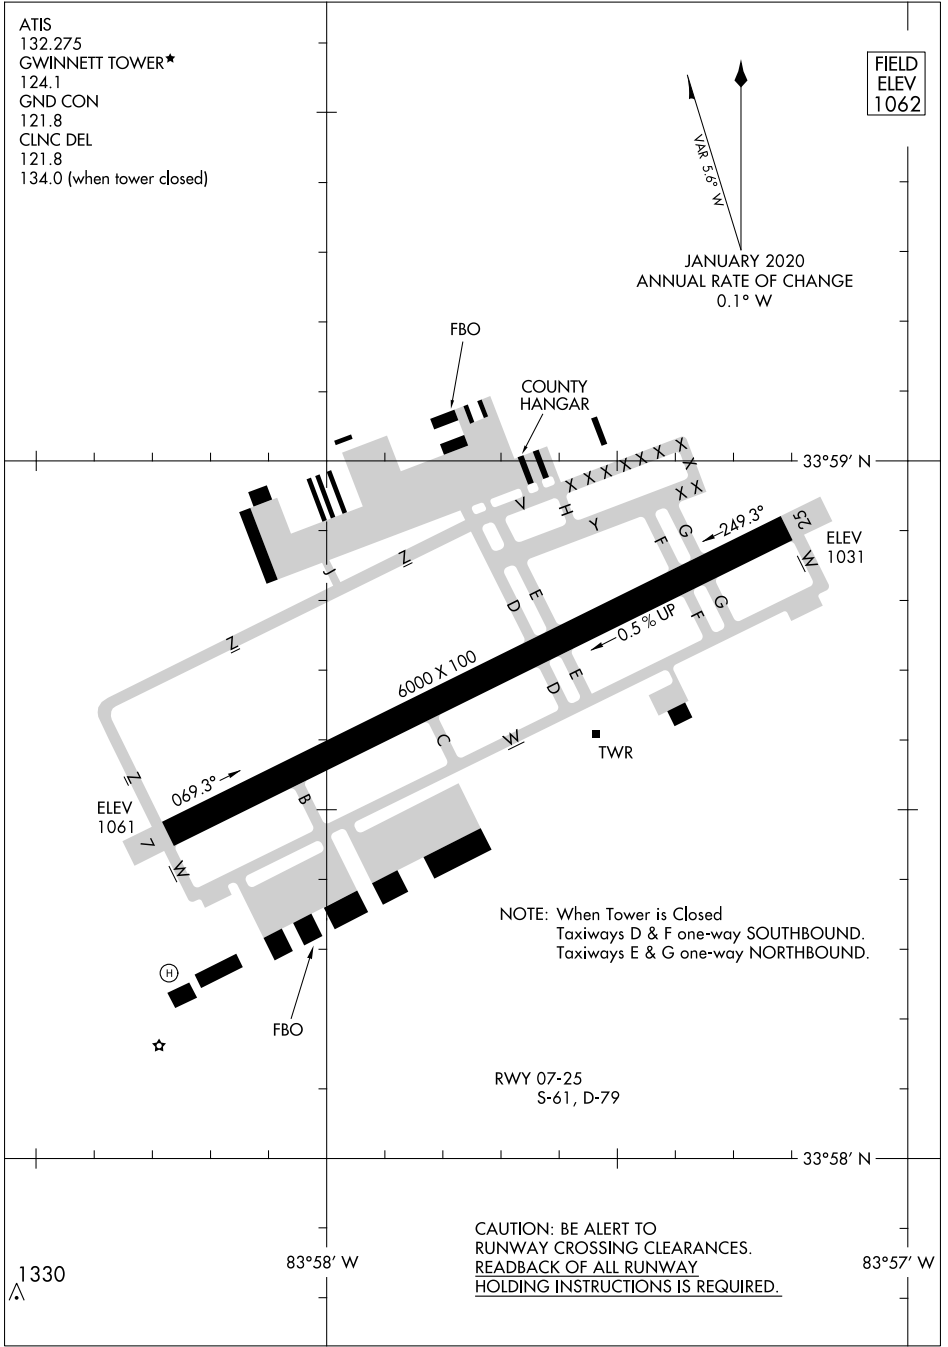 ATIS
132.275
GWINNETT TOWER★
124.1
GND CON
121.8
CLNC DEL
121.8
134.0 (when tower closed)
FIELD
ELEV
1062
VAR 5.6° W
JANUARY 2020
ANNUAL RATE OF CHANGE
0.1° W
FBO
COUNTY
HANGAR
33°59' N
X X X X X X X
X
X X
V
H
Y
G
F
249.3°
25
W
ELEV
1031
J
Z
Z
D
E
G
F
0.5% UP
6000 X 100
E
D
C
W
TWR
Z
069.3°
B
ELEV
1061
7
W
NOTE: When Tower is Closed
Taxiways D & F one-way SOUTHBOUND.
Taxiways E & G one-way NORTHBOUND.
H
FBO
RWY 07-25
S-61, D-79
33°58' N
CAUTION: BE ALERT TO
RUNWAY CROSSING CLEARANCES.
READBACK OF ALL RUNWAY
HOLDING INSTRUCTIONS IS REQUIRED.
1330
83°58' W
83°57' W